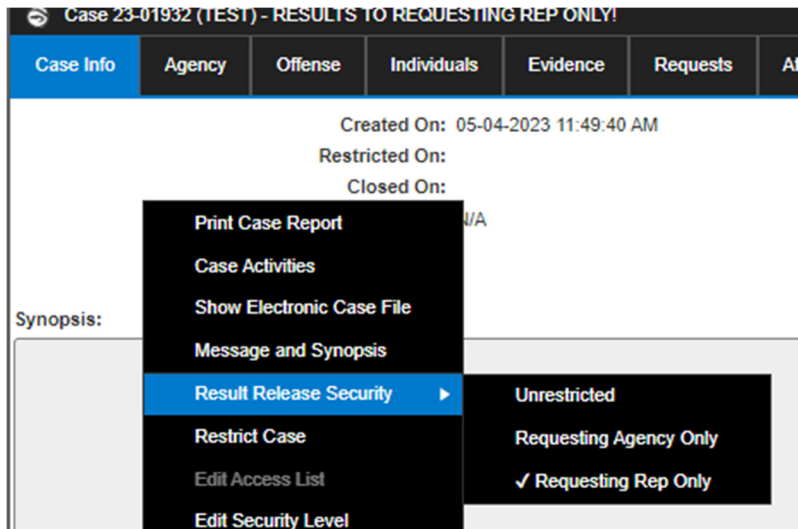 Case 23-01932 (TEST) - RESULTS TO REQUESTING REP ONLY!
Case Info Agency Offense Individuals Evidence Requests
Created On: 05-04-2023 11:49:40 AM
Restricted On:
Closed On:
N/A
Print Case Report
Case Activities
Show Electronic Case File
Synopsis:
Message and Synopsis
Result Release Security ▶
Unrestricted
Restrict Case
Requesting Agency Only
Edit Access List
✓ Requesting Rep Only
Edit Security Level